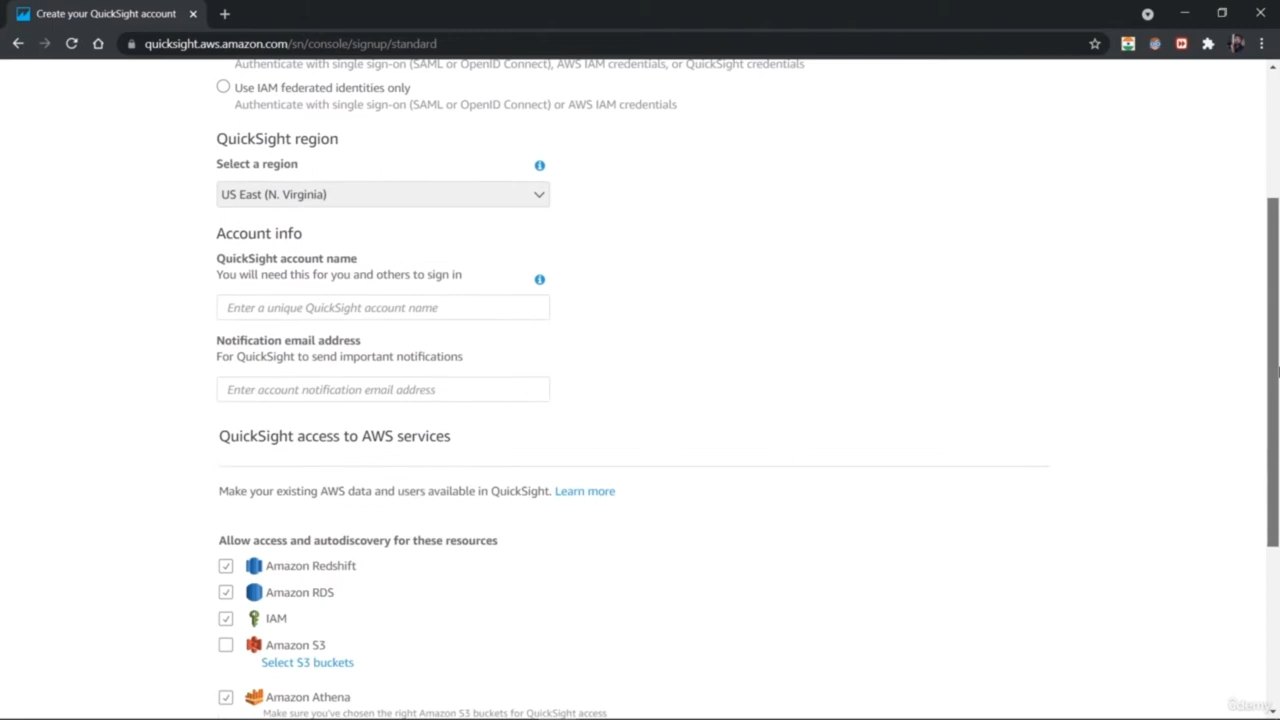 Create your QuickSight account
quicksight.aws.amazon.com/sn/console/signup/standard
Authenticate with single sign-on (SAML or OpenID Connect), AWS IAM credentials, or QuickSight credentials
Use IAM federated identities only
Authenticate with single sign-on (SAML or OpenID Connect) or AWS IAM credentials
QuickSight region
Select a region
US East (N. Virginia)
Account info
QuickSight account name
You will need this for you and others to sign in
Enter a unique QuickSight account name
Notification email address
For QuickSight to send important notifications
Enter account notification email address
QuickSight access to AWS services
Make your existing AWS data and users available in QuickSight. Learn more
Allow access and autodiscovery for these resources
Amazon Redshift
Amazon RDS
IAM
Amazon S3
Select S3 buckets
Amazon Athena
Make sure you've chosen the right Amazon S3 buckets for QuickSight access
ûdemy